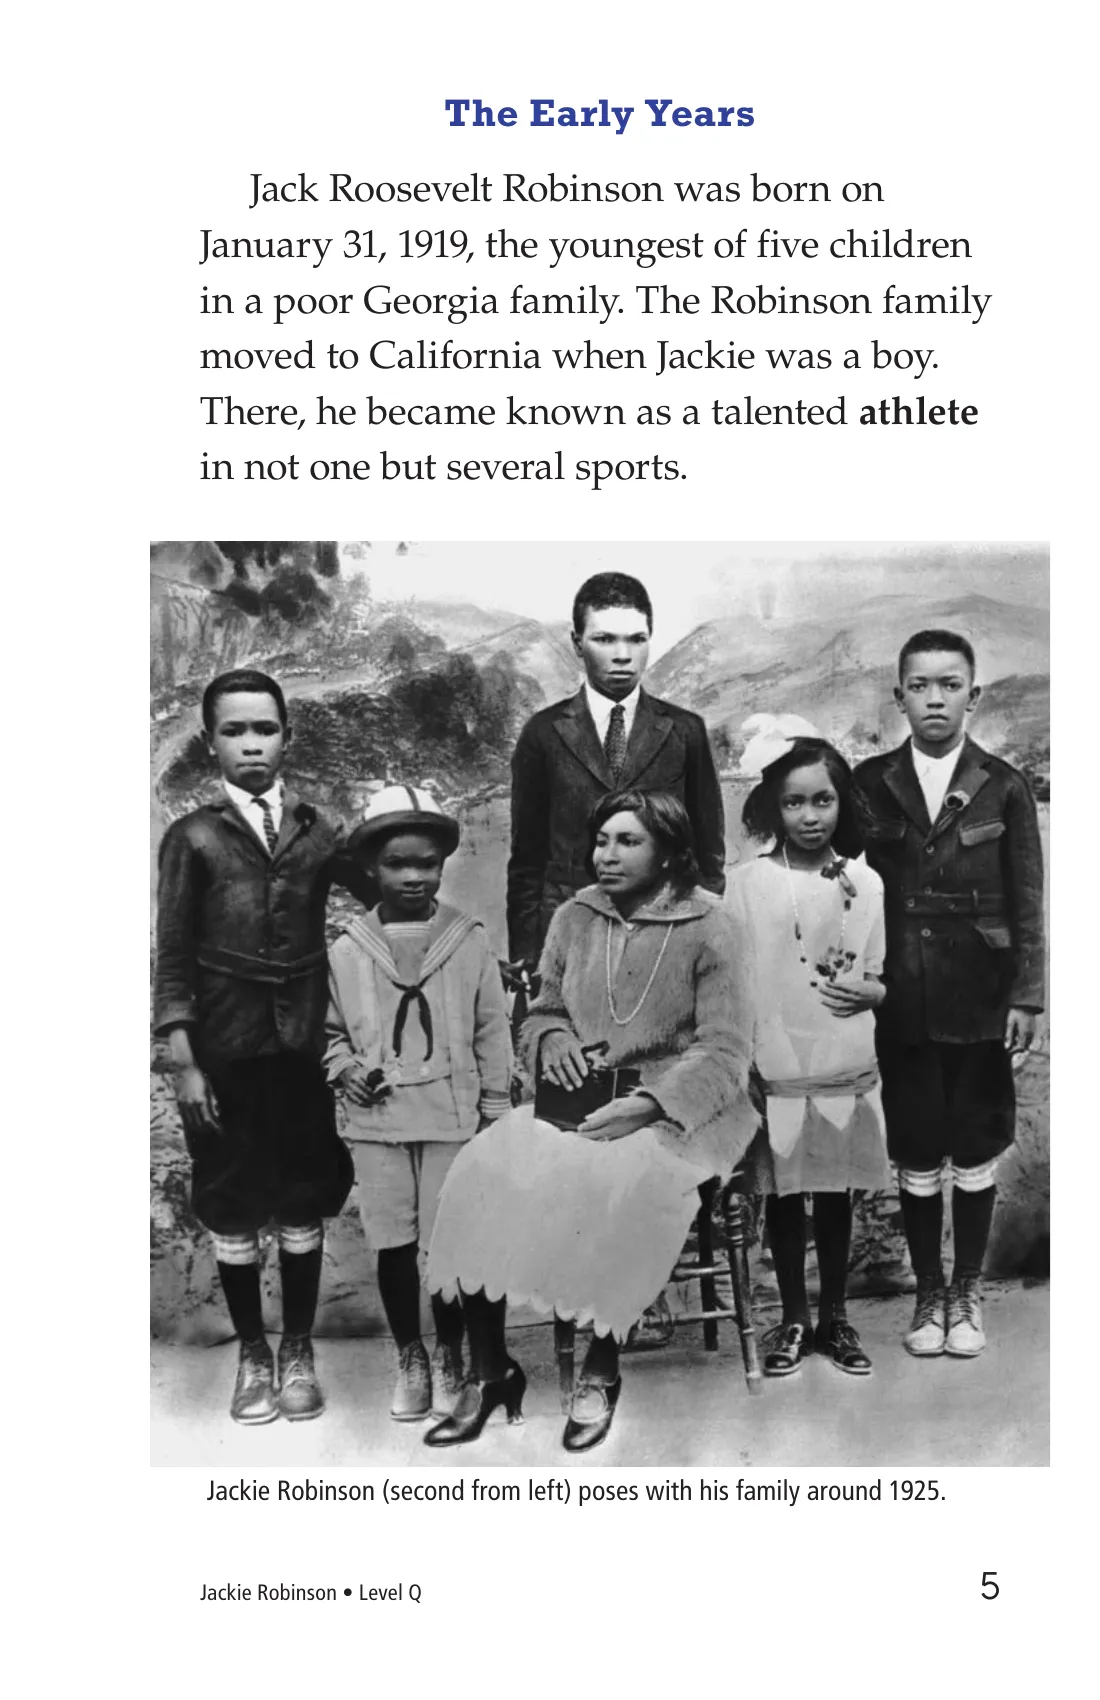 The Early Years
Jack Roosevelt Robinson was born on
January 31, 1919, the youngest of five children
in a poor Georgia family. The Robinson family
moved to California when Jackie was a boy.
There, he became known as a talented athlete
in not one but several sports.
Jackie Robinson (second from left) poses with his family around 1925.
Jackie Robinson • Level Q
5